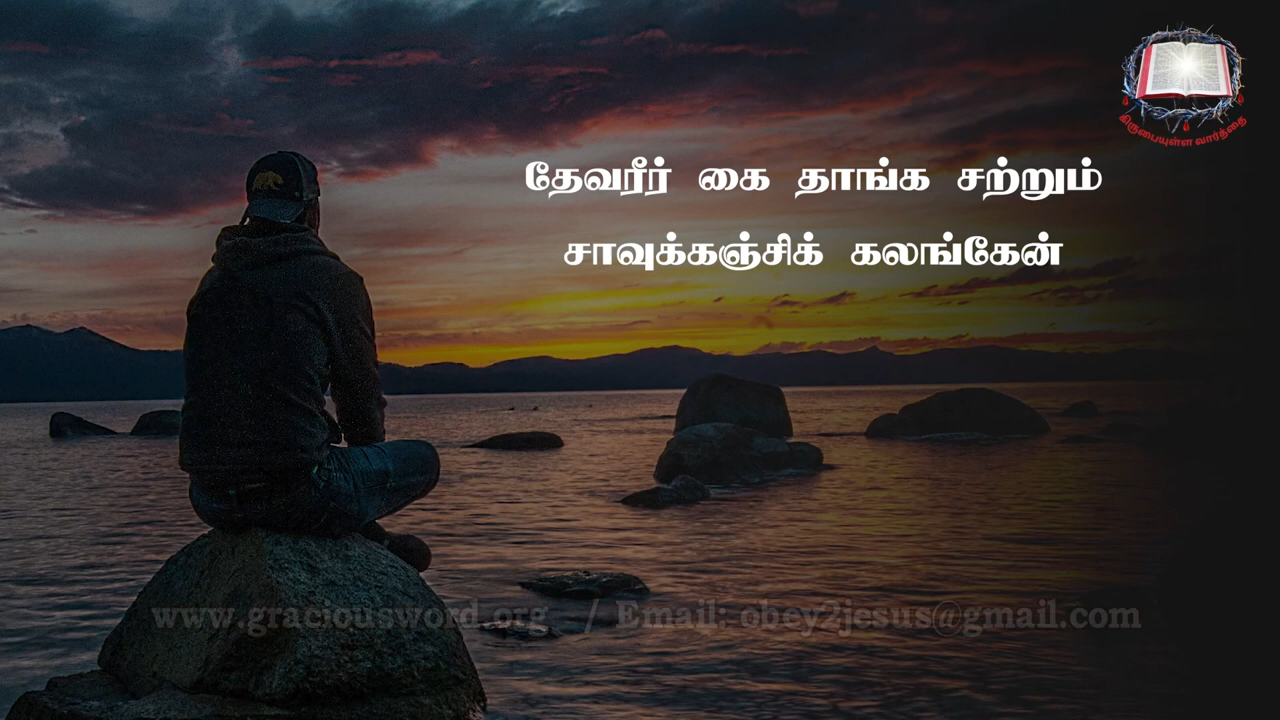 கிருபையுள்ள வார்த்தை
தேவரீர் கை தாங்க சற்றும்
சாவுக்கஞ்சிக் கலங்கேன்
www.graciousword.org / Email: obey2jesus@gmail.com